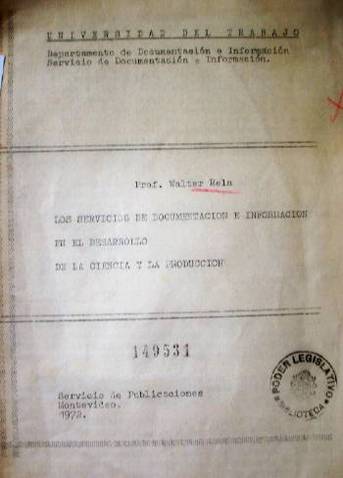 UNIVERSIDAD DEL TRABAJO
Departamento de Documentación e Información
Servicio de Documentación e Información.
Prof. Walter Rela
LOS SERVICIOS DE DOCUMENTACION E INFORMACION
EN EL DESARROLLO
DE LA CIENCIA Y LA PRODUCCION
149531
PODER LEGISLATIVO
BIBLIOTECA
Servicio de Publicaciones
Montevideo.
1972.